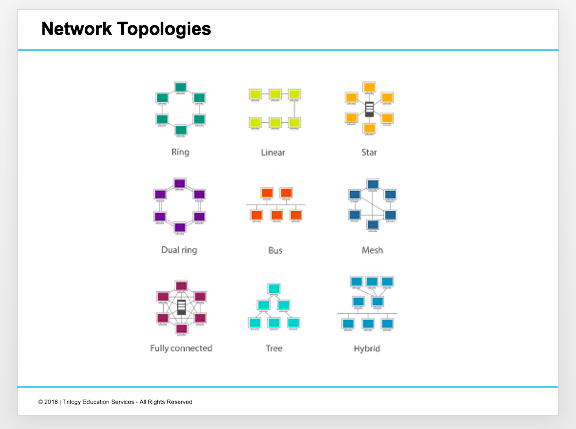 Network Topologies
Ring
Linear
Star
Dual ring
Bus
Mesh
Fully connected
Tree
Hybrid
© 2018 | Trilogy Education Services - All Rights Reserved